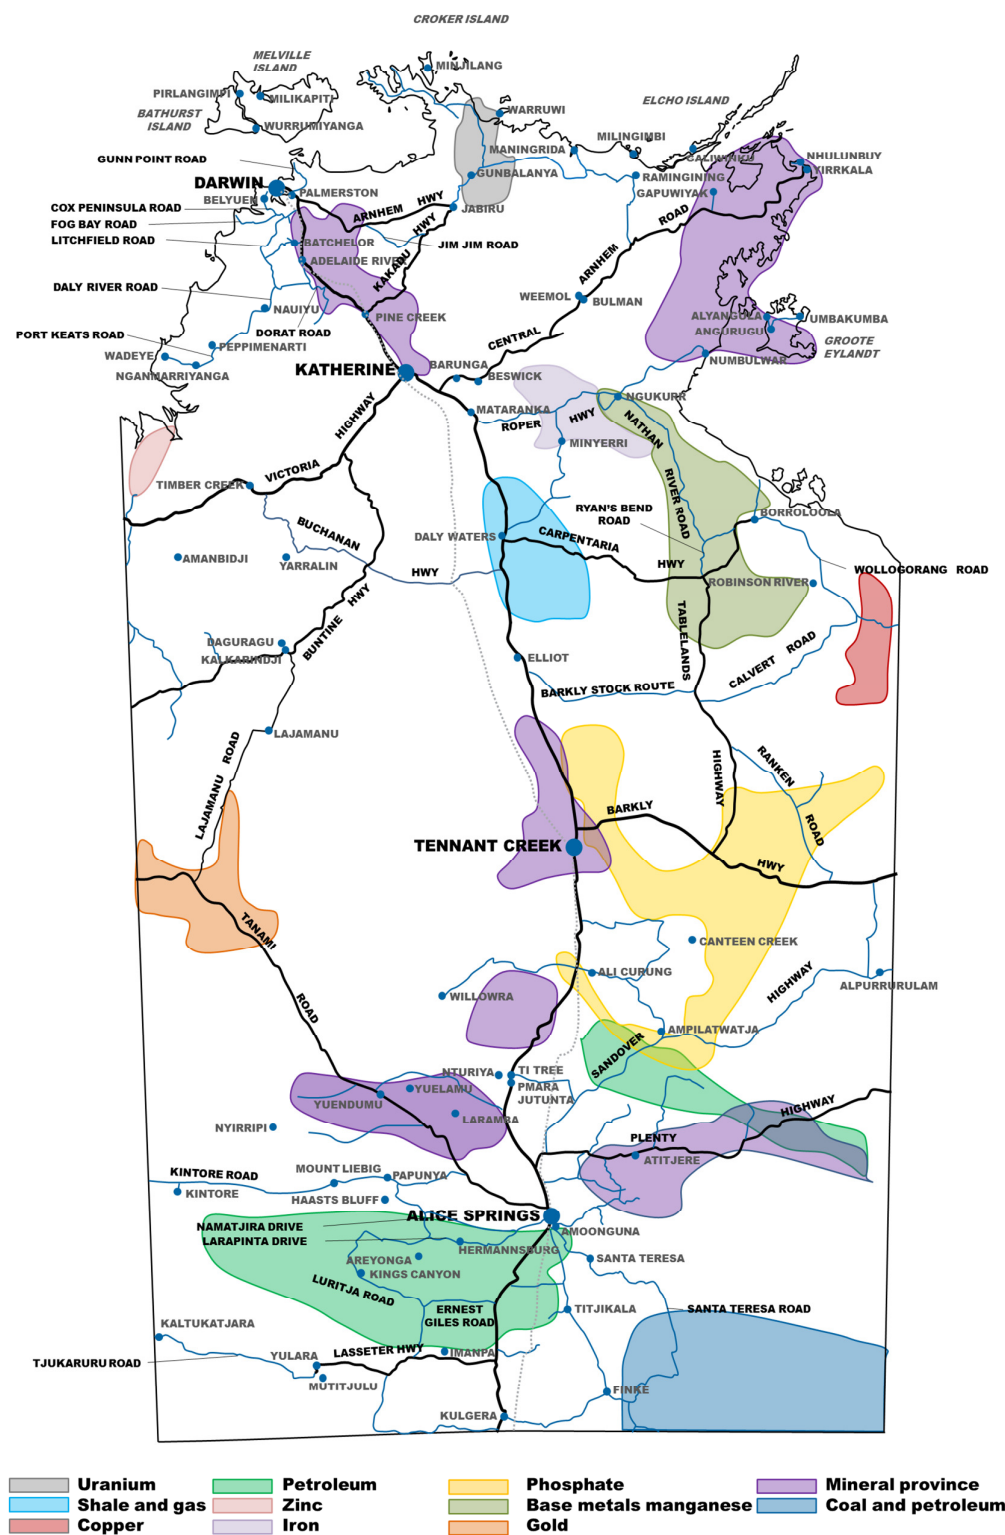 CROKER ISLAND
MELVILLE
ISLAND
MINJILANG
PIRLANGIMPI
MILIKAPITI
ELCHO ISLAND
BATHURST
ISLAND
WARRUWI
WURRUMIYANGA
MILINGIMBI
MANINGRIDA
GALIWINKU
NHULUNBUY
GUNN POINT ROAD
YIRRKALA
GUNBALANYA
RAMINGINING
DARWIN
GAPUWIYAK
PALMERSTON
BELYUEN
ARNHEM HWY
JABIRU
COX PENINSULA ROAD
FOG BAY ROAD
LITCHFIELD ROAD
BATCHELOR
HWY
JIM JIM ROAD
ARNHEM ROAD
ADELAIDE RIVER
KAKADU
DALY RIVER ROAD
WEEMOL
BULMAN
NAUIYU
PINE CREEK
ALYANGULA
UMBAKUMBA
DORAT ROAD
ANGURUGU
PORT KEATS ROAD
PEPPIMENARTI
CENTRAL
GROOTE
EYLANDT
WADEYE
NUMBULWAR
NGANMARRIYANGA
KATHERINE
BARUNGA
BESWICK
NGUKURR
MATARANKA
HIGHWAY
ROPER HWY
NATHAN
MINYERRI
VICTORIA
RIVER ROAD
TIMBER CREEK
RYAN'S BEND
ROAD
BORROLOOLA
BUCHANAN
DALY WATERS
CARPENTARIA
AMANBIDJI
YARRALIN
HWY
HWY
WOLLOGORANG ROAD
ROBINSON RIVER
HWY
TABLELANDS
DAGURAGU
BUNTINE
KALKARINDJI
ELLIOT
CALVERT ROAD
BARKLY STOCK ROUTE
LAJAMANU
LAJAMANU ROAD
HIGHWAY
RANKEN
ROAD
BARKLY
TENNANT CREEK
HWY
TANAMI
CANTEEN CREEK
ALI CURUNG
HIGHWAY
ALPURRURULAM
WILLOWRA
ROAD
AMPILATWATJA
SANDOVER
NTURIYA
TI TREE
YUELAMU
PMARA
JUTUNTA
YUENDUMU
HIGHWAY
LARAMBA
NYIRRIPI
PLENTY
ATITJERE
KINTORE ROAD
MOUNT LIEBIG
PAPUNYA
KINTORE
HAASTS BLUFF
ALICE SPRINGS
NAMATJIRA DRIVE
AMOONGUNA
LARAPINTA DRIVE
HERMANNSBURG
AREYONGA
SANTA TERESA
KINGS CANYON
LURITJA ROAD
ERNEST
GILES ROAD
TITJIKALA
SANTA TERESA ROAD
KALTUKATJARA
LASSETER HWY
IMANPA
TJUKARURU ROAD
YULARA
MUTITJULU
FINKE
KULGERA
Uranium
Petroleum
Phosphate
Mineral province
Shale and gas
Zinc
Base metals manganese
Coal and petroleum
Copper
Iron
Gold